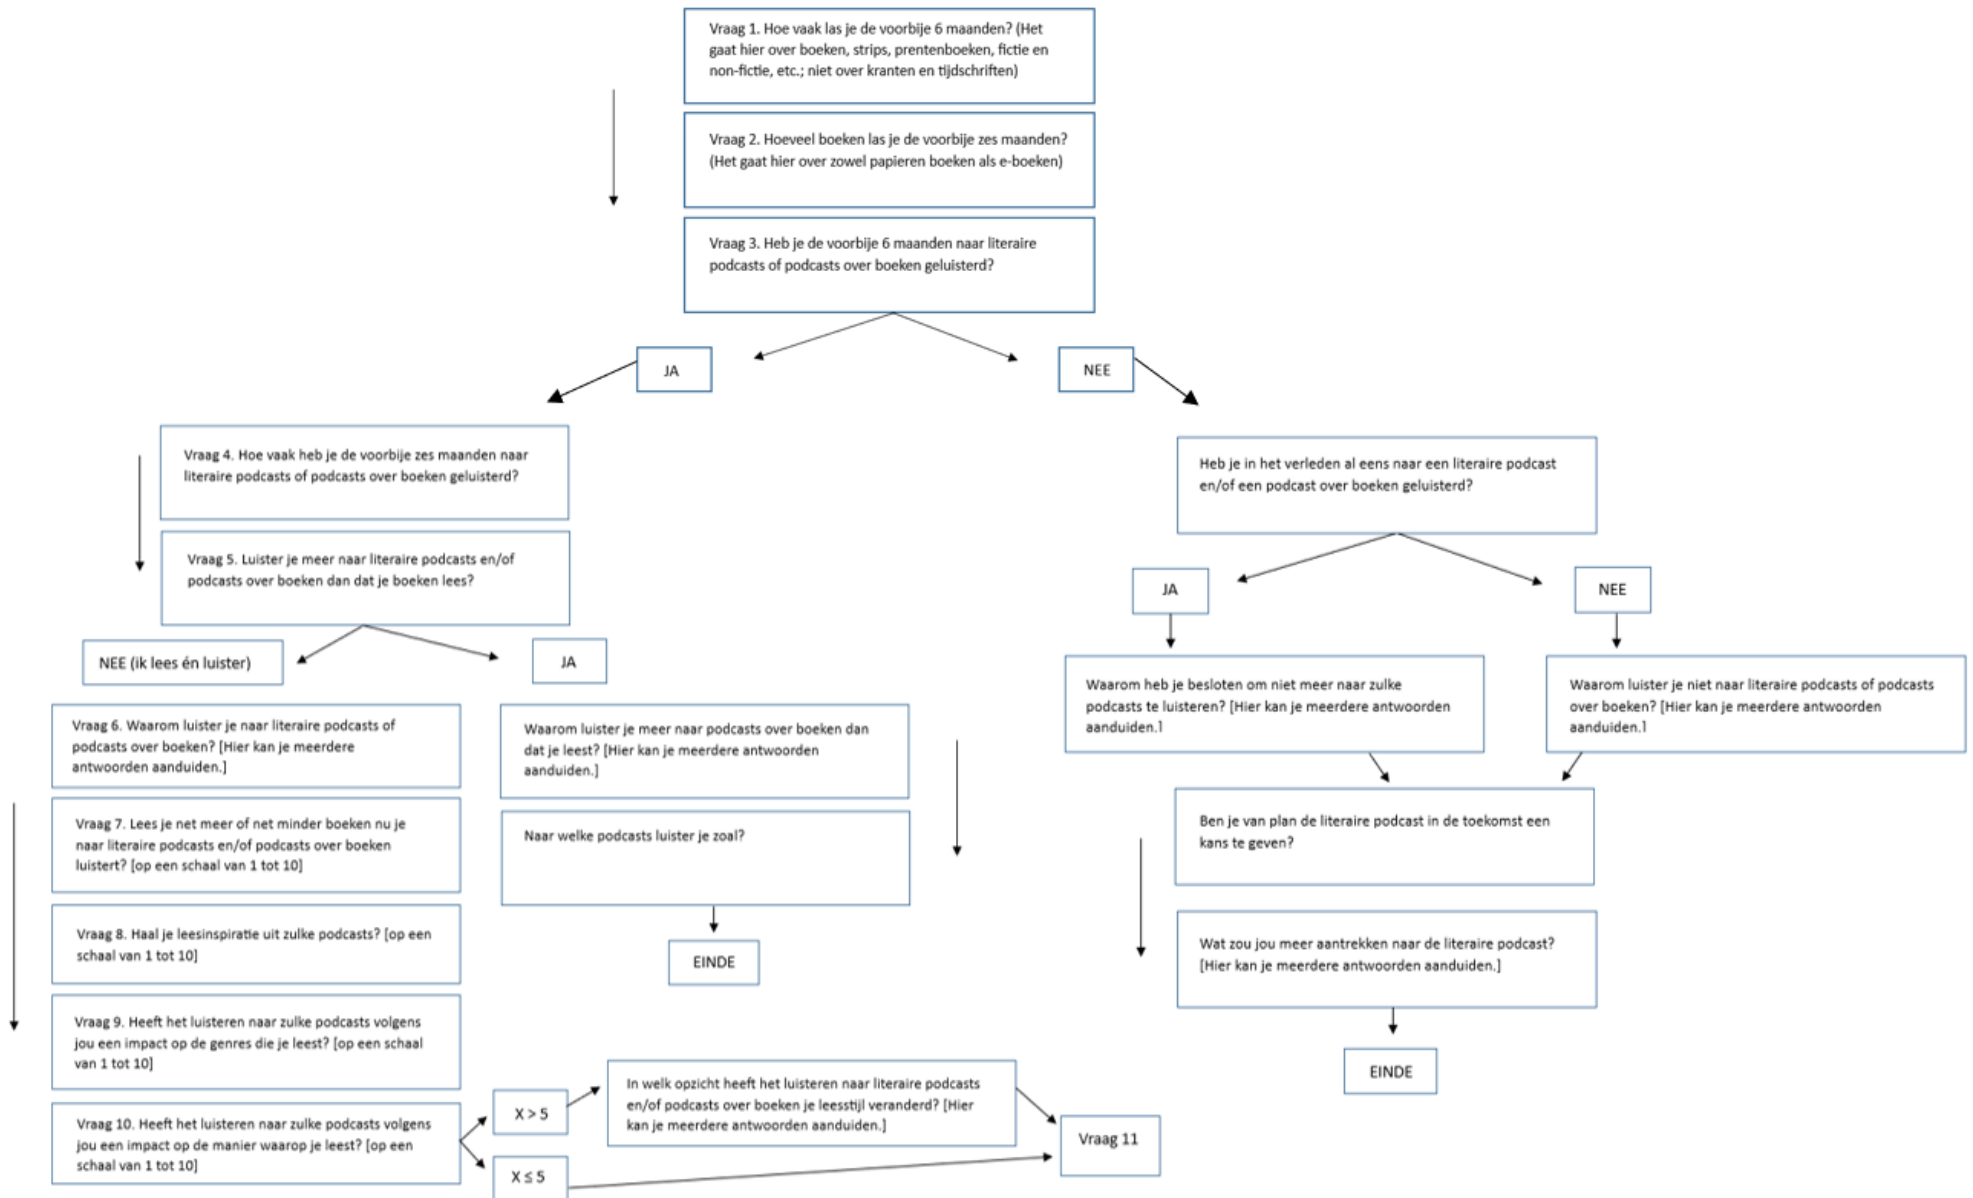 Vraag 1. Hoe vaak las je de voorbije 6 maanden? (Het
gaat hier over boeken, strips, prentenboeken, fictie en
non-fictie, etc.; niet over kranten en tijdschriften)
Vraag 2. Hoeveel boeken las je de voorbije zes maanden?
(Het gaat hier over zowel papieren boeken als e-boeken)
Vraag 3. Heb je de voorbije 6 maanden naar literaire
podcasts of podcasts over boeken geluisterd?
JA
NEE
Vraag 4. Hoe vaak heb je de voorbije zes maanden naar
literaire podcasts of podcasts over boeken geluisterd?
Vraag 5. Luister je meer naar literaire podcasts en/of
podcasts over boeken dan dat je boeken lees?
NEE (ik lees én luister)
JA
Vraag 6. Waarom luister je naar literaire podcasts of
podcasts over boeken? [Hier kan je meerdere
antwoorden aanduiden.]
Vraag 7. Lees je net meer of net minder boeken nu je
naar literaire podcasts en/of podcasts over boeken
luistert? [op een schaal van 1 tot 10]
Vraag 8. Haal je leesinspiratie uit zulke podcasts? [op een
schaal van 1 tot 10]
Vraag 9. Heeft het luisteren naar zulke podcasts volgens
jou een impact op de genres die je leest? [op een schaal
van 1 tot 10]
Vraag 10. Heeft het luisteren naar zulke podcasts volgens
jou een impact op de manier waarop je leest? [op een
schaal van 1 tot 10]
X > 5
X ≤ 5
In welk opzicht heeft het luisteren naar literaire podcasts
en/of podcasts over boeken je leesstijl veranderd? [Hier
kan je meerdere antwoorden aanduiden.]
Vraag 11
Waarom luister je meer naar podcasts over boeken dan
dat je leest? [Hier kan je meerdere antwoorden
aanduiden.]
Naar welke podcasts luister je zoal?
EINDE
Heb je in het verleden al eens naar een literaire podcast
en/of een podcast over boeken geluisterd?
JA
NEE
Waarom heb je besloten om niet meer naar zulke
podcasts te luisteren? [Hier kan je meerdere antwoorden
aanduiden.]
Waarom luister je niet naar literaire podcasts of podcasts
over boeken? [Hier kan je meerdere antwoorden
aanduiden.]
Ben je van plan de literaire podcast in de toekomst een
kans te geven?
Wat zou jou meer aantrekken naar de literaire podcast?
[Hier kan je meerdere antwoorden aanduiden.]
EINDE